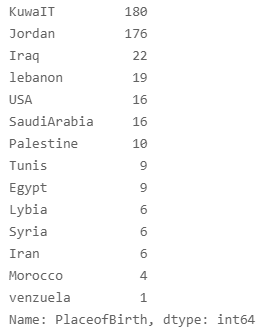 KuwaIT 180
Jordan 176
Iraq 22
lebanon 19
USA 16
SaudiArabia 16
Palestine 10
Tunis 9
Egypt 9
Lybia 6
Syria 6
Iran 6
Morocco 4
venzuela 1
Name: PlaceofBirth, dtype: int64